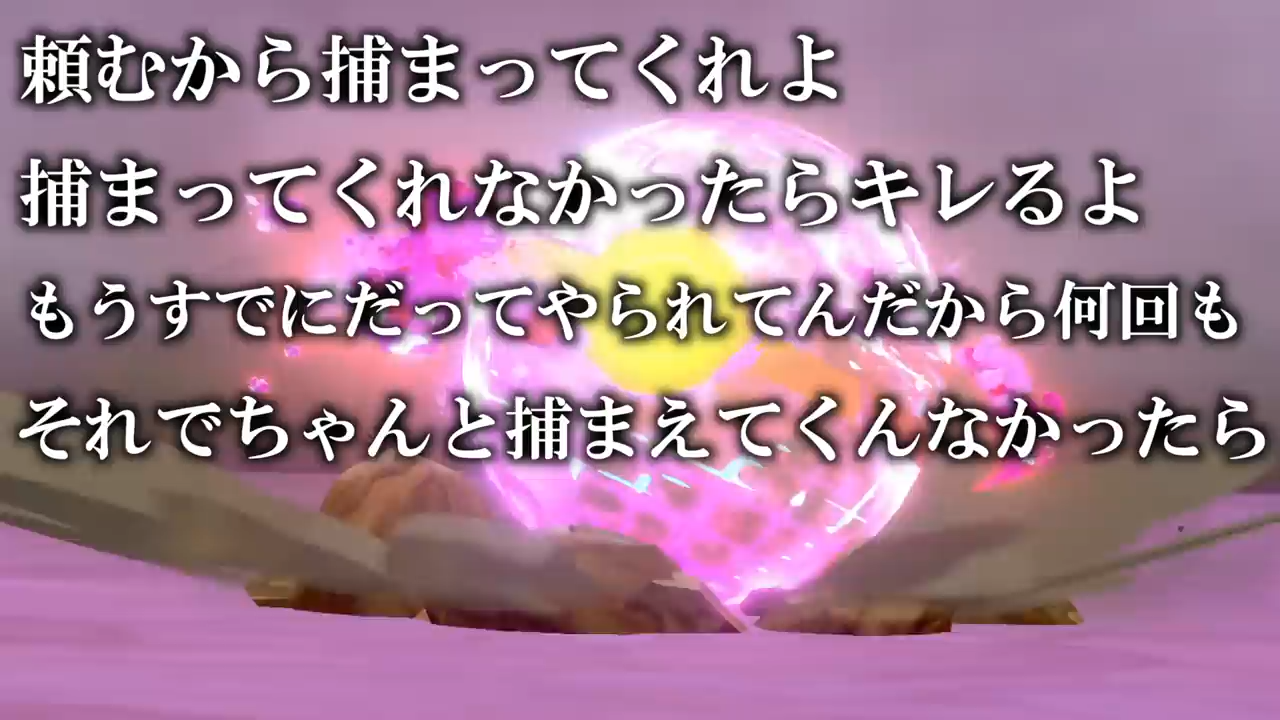 頼むから捕まってくれよ
捕まってくれなかったらキレるよ
もうすでにだってやられてんだから何回も
それでちゃんと捕まえてくんなかったら